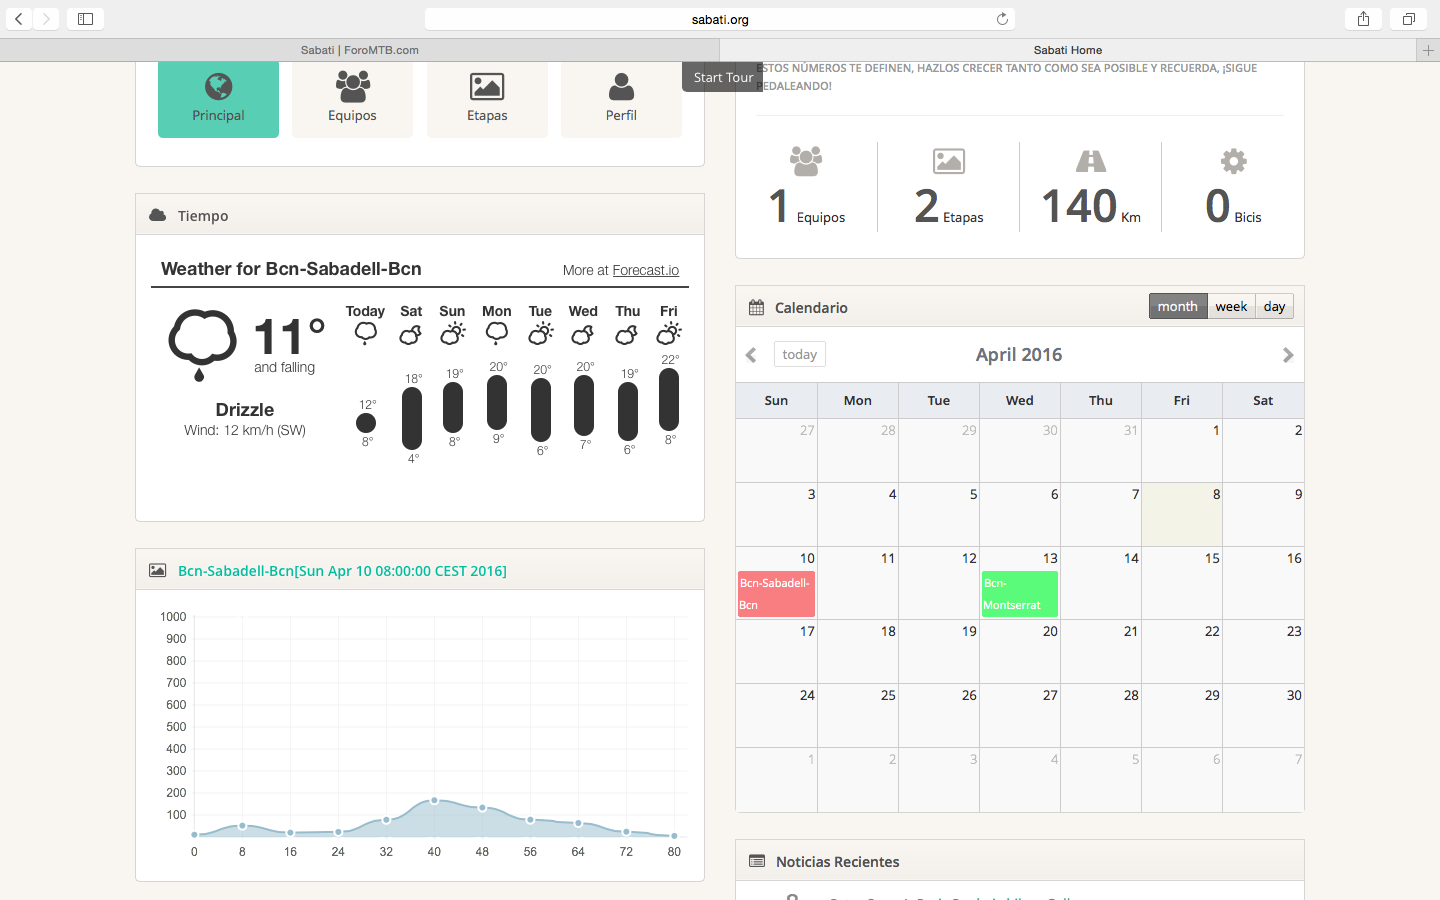 sabati.org
Sabati | ForoMTB.com
Sabati Home
Principal
Equipos
Etapas
Perfil
Start Tour
ESTOS NÚMEROS TE DEFINEN, HAZLOS CRECER TANTO COMO SEA POSIBLE Y RECUERDA, ¡SIGUE
PEDALEANDO!
1 Equipos
2 Etapas
140 Km
0 Bicis
Tiempo
Weather for Bcn-Sabadell-Bcn
More at Forecast.io
11°
and falling
Drizzle
Wind: 12 km/h (SW)
Today Sat Sun Mon Tue Wed Thu Fri
12° 18° 19° 20° 20° 20° 19° 22°
8° 4° 8° 9° 6° 7° 6° 8°
Bcn-Sabadell-Bcn[Sun Apr 10 08:00:00 CEST 2016]
1000
900
800
700
600
500
400
300
200
100
0 8 16 24 32 40 48 56 64 72 80
Calendario
month week day
today
April 2016
Sun Mon Tue Wed Thu Fri Sat
27 28 29 30 31 1 2
3 4 5 6 7 8 9
10 11 12 13 14 15 16
Bcn-Sabadell-
Bcn
Bcn-
Montserrat
17 18 19 20 21 22 23
24 25 26 27 28 29 30
1 2 3 4 5 6 7
Noticias Recientes